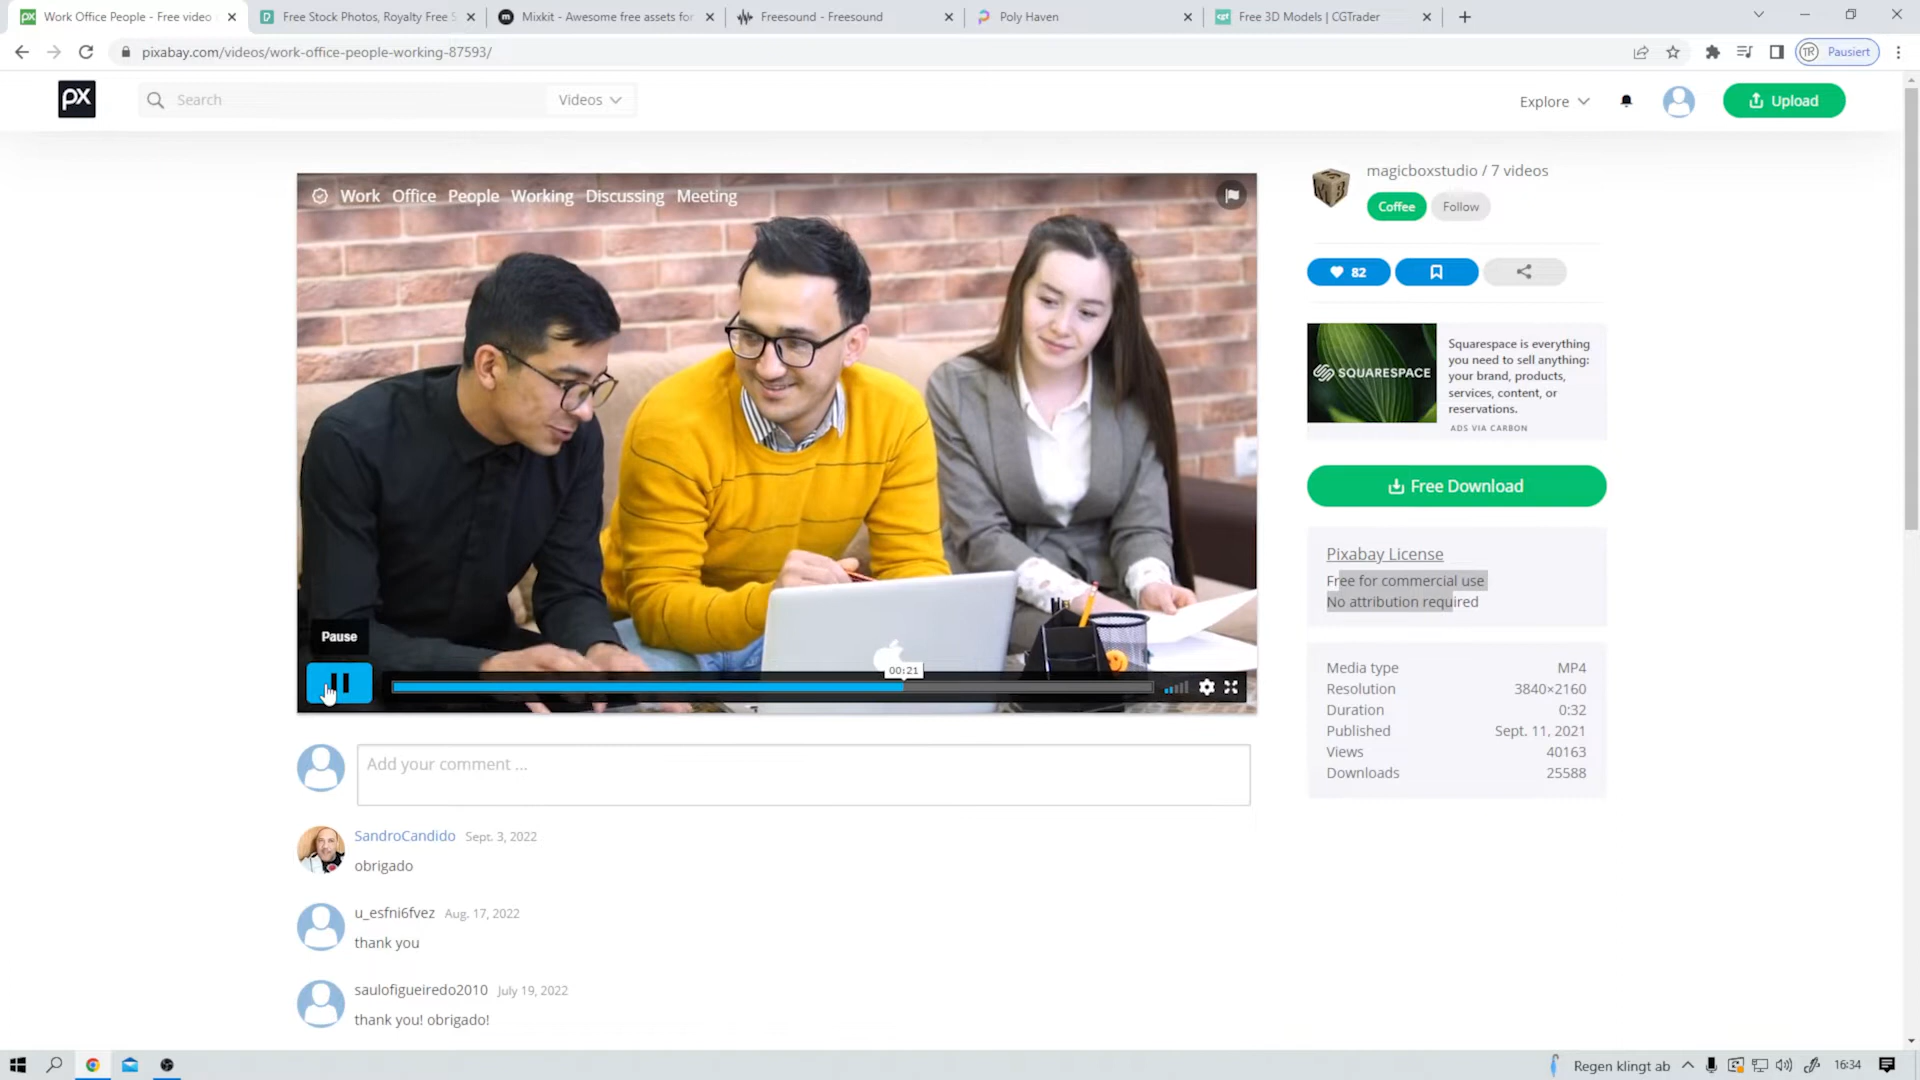 Work Office People - Free video
Free Stock Photos, Royalty Free S
Mixkit - Awesome free assets for
Freesound - Freesound
Poly Haven
Free 3D Models | CGTrader
pixabay.com/videos/work-office-people-working-87593/
TR Pausiert
px
Search
Videos
Explore
Upload
Work Office People Working Discussing Meeting
magicboxstudio / 7 videos
Coffee Follow
82
SQUARESPACE
Squarespace is everything
you need to sell anything:
your brand, products,
services, content, or
reservations.
ADS VIA CARBON
Free Download
Pixabay License
Free for commercial use
No attribution required
Pause
00:21
Media type MP4
Resolution 3840×2160
Duration 0:32
Published Sept. 11, 2021
Views 40163
Downloads 25588
Add your comment ...
SandroCandido Sept. 3, 2022
obrigado
u_esfni6fvez Aug. 17, 2022
thank you
saulofigueiredo2010 July 19, 2022
thank you! obrigado!
Regen klingt ab
16:34